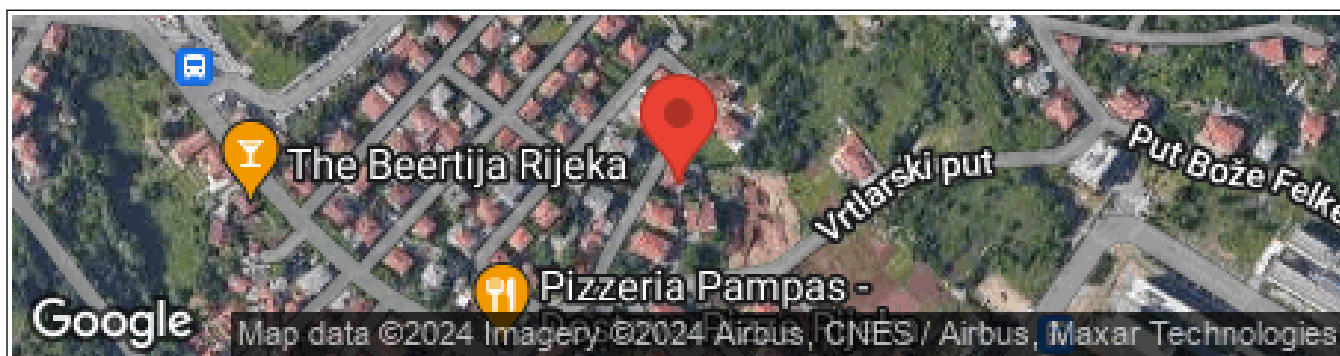 The Beertija Rijeka
Vrtlarski put
Put Bože Felke
Pizzeria Pampas -
Google
Map data ©2024 Imagery ©2024 Airbus, CNES / Airbus, Maxar Technologies